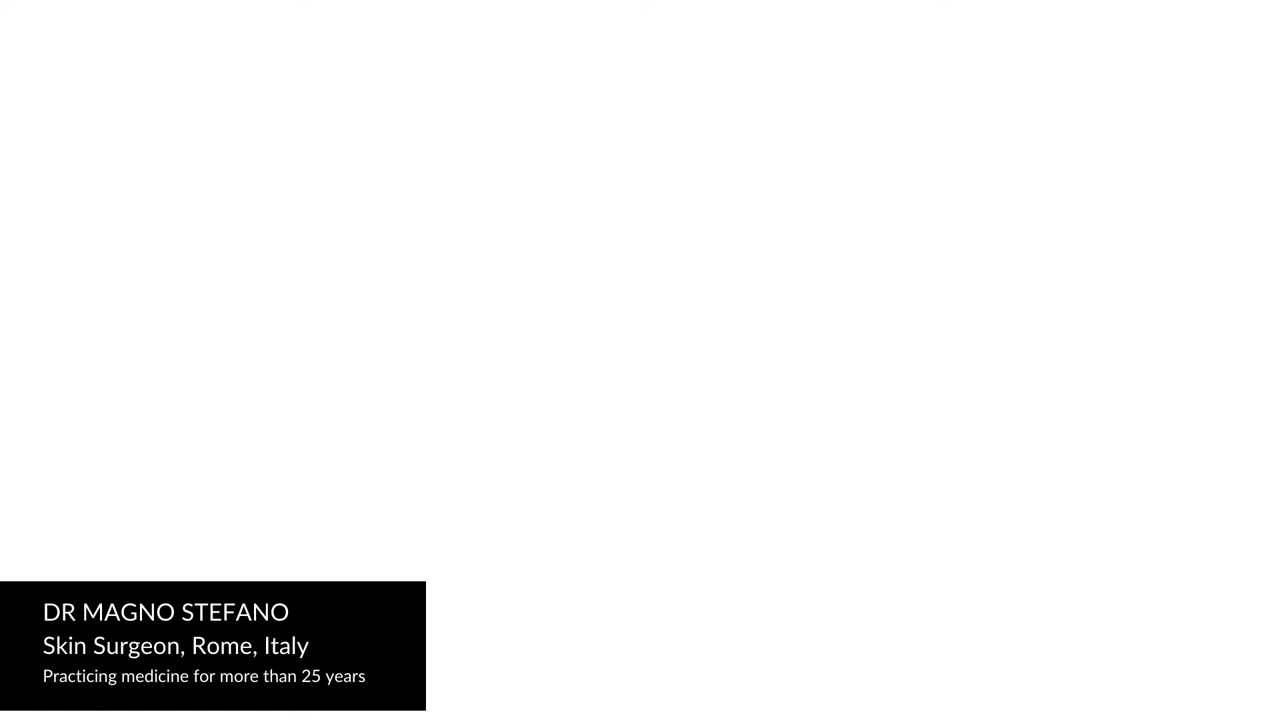 DR MAGNO STEFANO
Skin Surgeon, Rome, Italy
Practicing medicine for more than 25 years